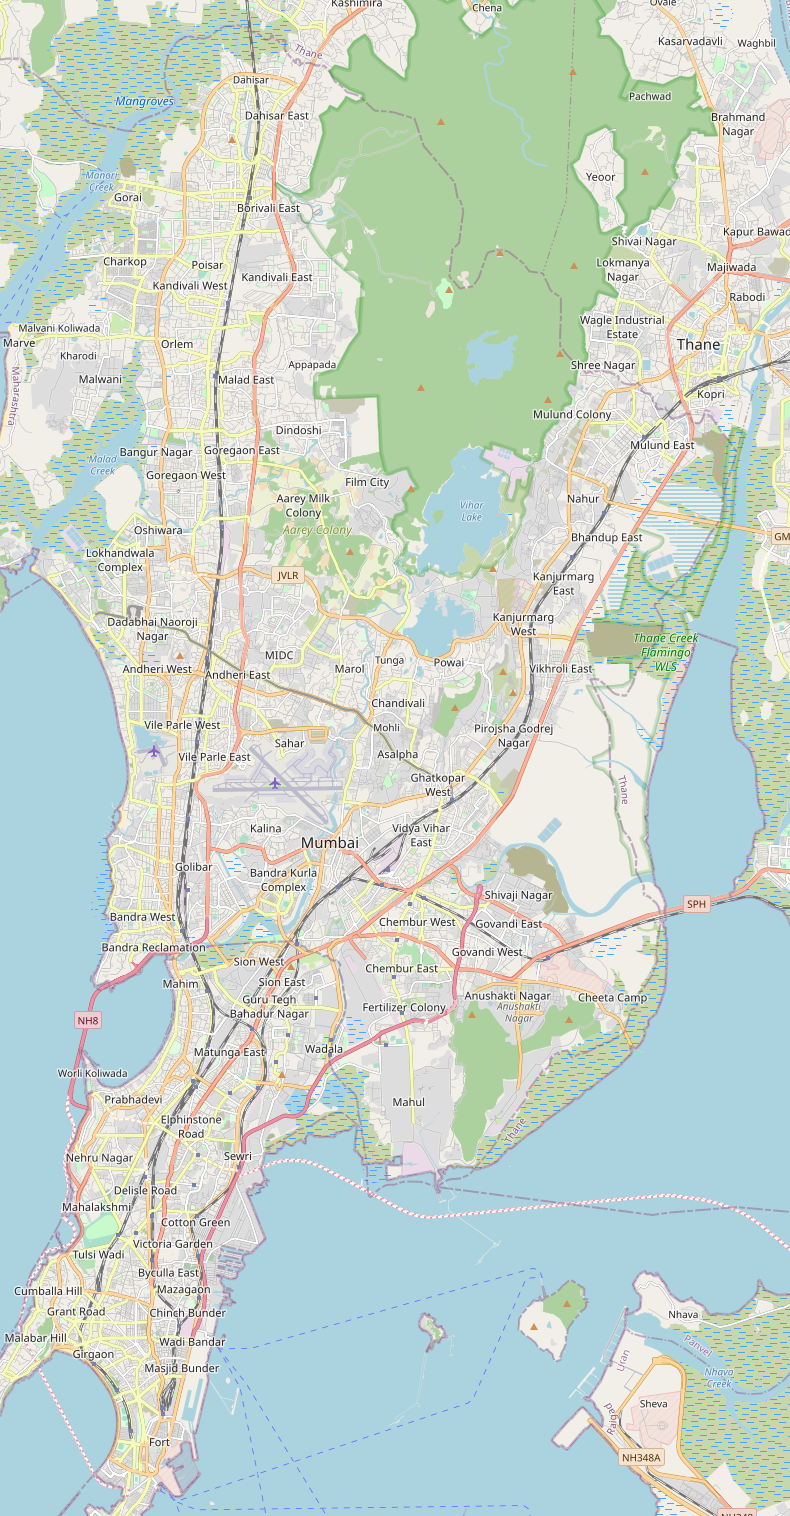 Kashimira
Chena
Ovale
Kasarvadavli
Waghbil
Thane
Dahisar
Pachwad
Mangroves
Dahisar East
Brahmand
Nagar
Manori
Creek
Yeoor
Gorai
Borivali East
Kapur Bawad
Shivai Nagar
Charkop
Poisar
Lokmanya
Nagar
Majiwada
Kandivali East
Kandivali West
Rabodi
Malvani Koliwada
Wagle Industrial
Estate
Marve
Orlem
Thane
Kharodi
Appapada
Shree Nagar
Maharashtra
Malwani
Malad East
Kopri
Mulund Colony
Dindoshi
Mulund East
Bangur Nagar
Goregaon East
Malad
Creek
Goregaon West
Film City
Aarey Milk
Colony
Nahur
Vihar
Lake
Oshiwara
Aarey Colony
Bhandup East
GM
Lokhandwala
Complex
JVLR
Kanjurmarg
East
Dadabhai Naoroji
Nagar
Kanjurmarg
West
Thane Creek
Flamingo
WLS
MIDC
Tunga
Powai
Andheri West
Andheri East
Marol
Vikhroli East
Chandivali
Vile Parle West
Mohli
Pirojsha Godrej
Nagar
Sahar
Vile Parle East
Asalpha
Ghatkopar
West
Thane
Kalina
Vidya Vihar
East
Mumbai
Golibar
Bandra Kurla
Complex
Shivaji Nagar
SPH
Bandra West
Chembur West
Govandi East
Bandra Reclamation
Govandi West
Sion West
Chembur East
Mahim
Sion East
Guru Tegh
Bahadur Nagar
Anushakti Nagar
Cheeta Camp
Fertilizer Colony
Anushakti
Nagar
NH8
Matunga East
Wadala
Worli Koliwada
Prabhadevi
Mahul
Elphinstone
Road
Thane
Nehru Nagar
Sewri
Delisle Road
Mahalakshmi
Cotton Green
Victoria Garden
Tulsi Wadi
Byculla East
Cumballa Hill
Mazagaon
Grant Road
Chinch Bunder
Nhava
Malabar Hill
Wadi Bandar
Panvel
Girgaon
Uran
Masjid Bunder
Nhava
Creek
Sheva
Fort
NH348A